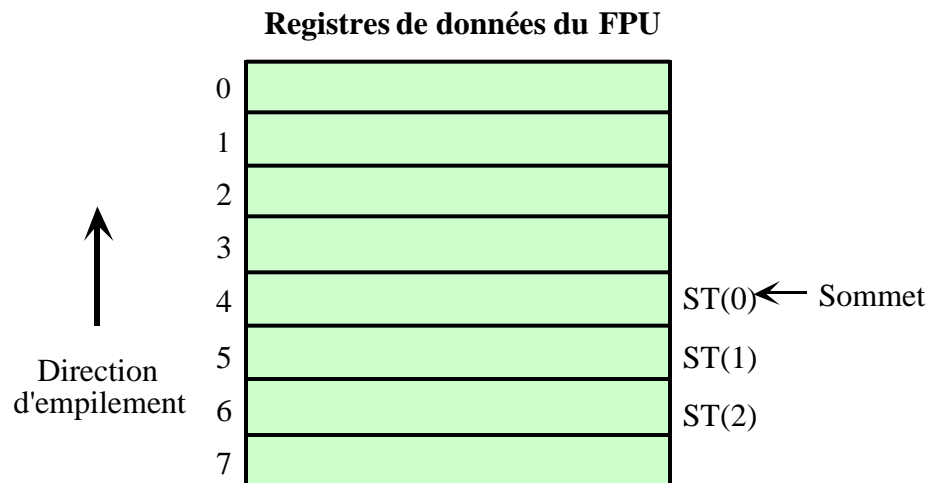 Registres de données du FPU
0
1
2
3
4 ST(0) Sommet
5 ST(1)
6 ST(2)
7
Direction
d'empilement